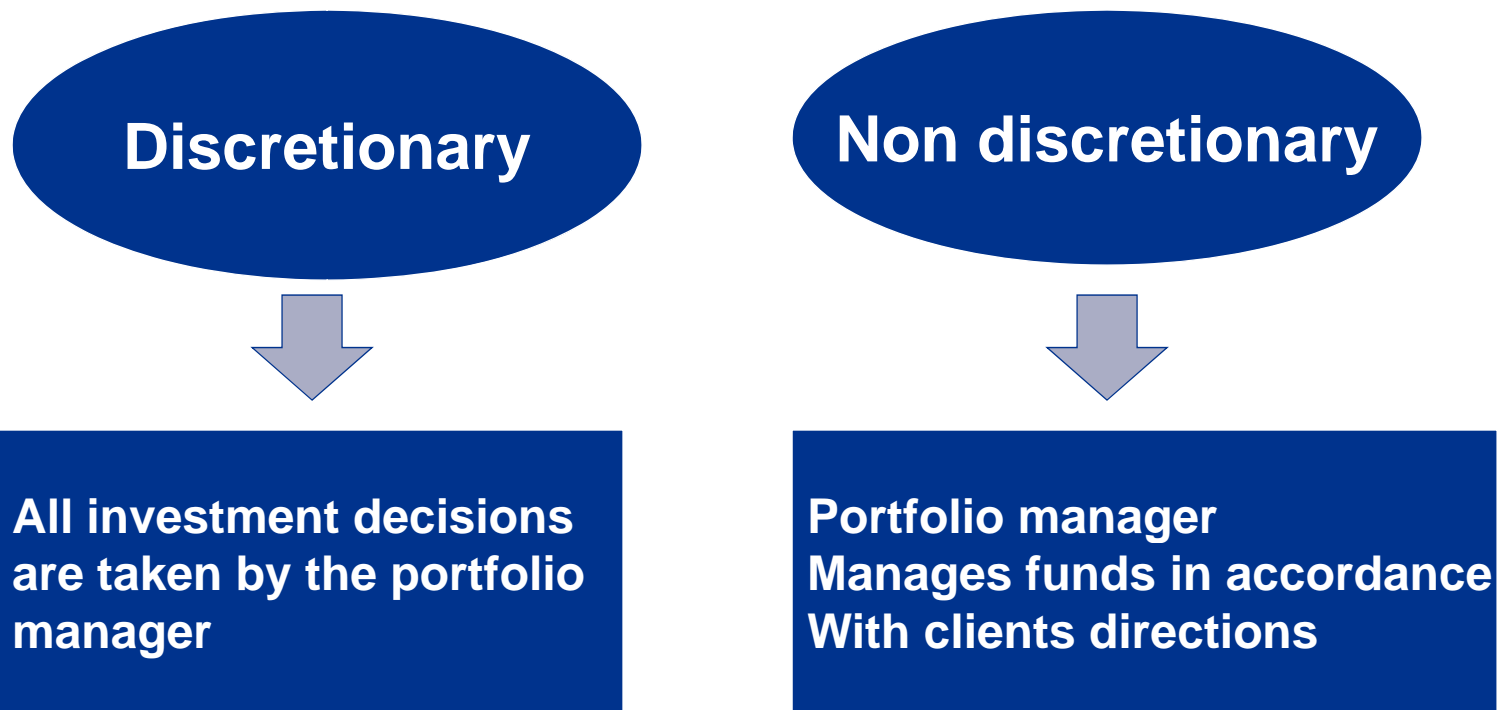 Discretionary
Non discretionary
All investment decisions
are taken by the portfolio
manager
Portfolio manager
Manages funds in accordance
With clients directions